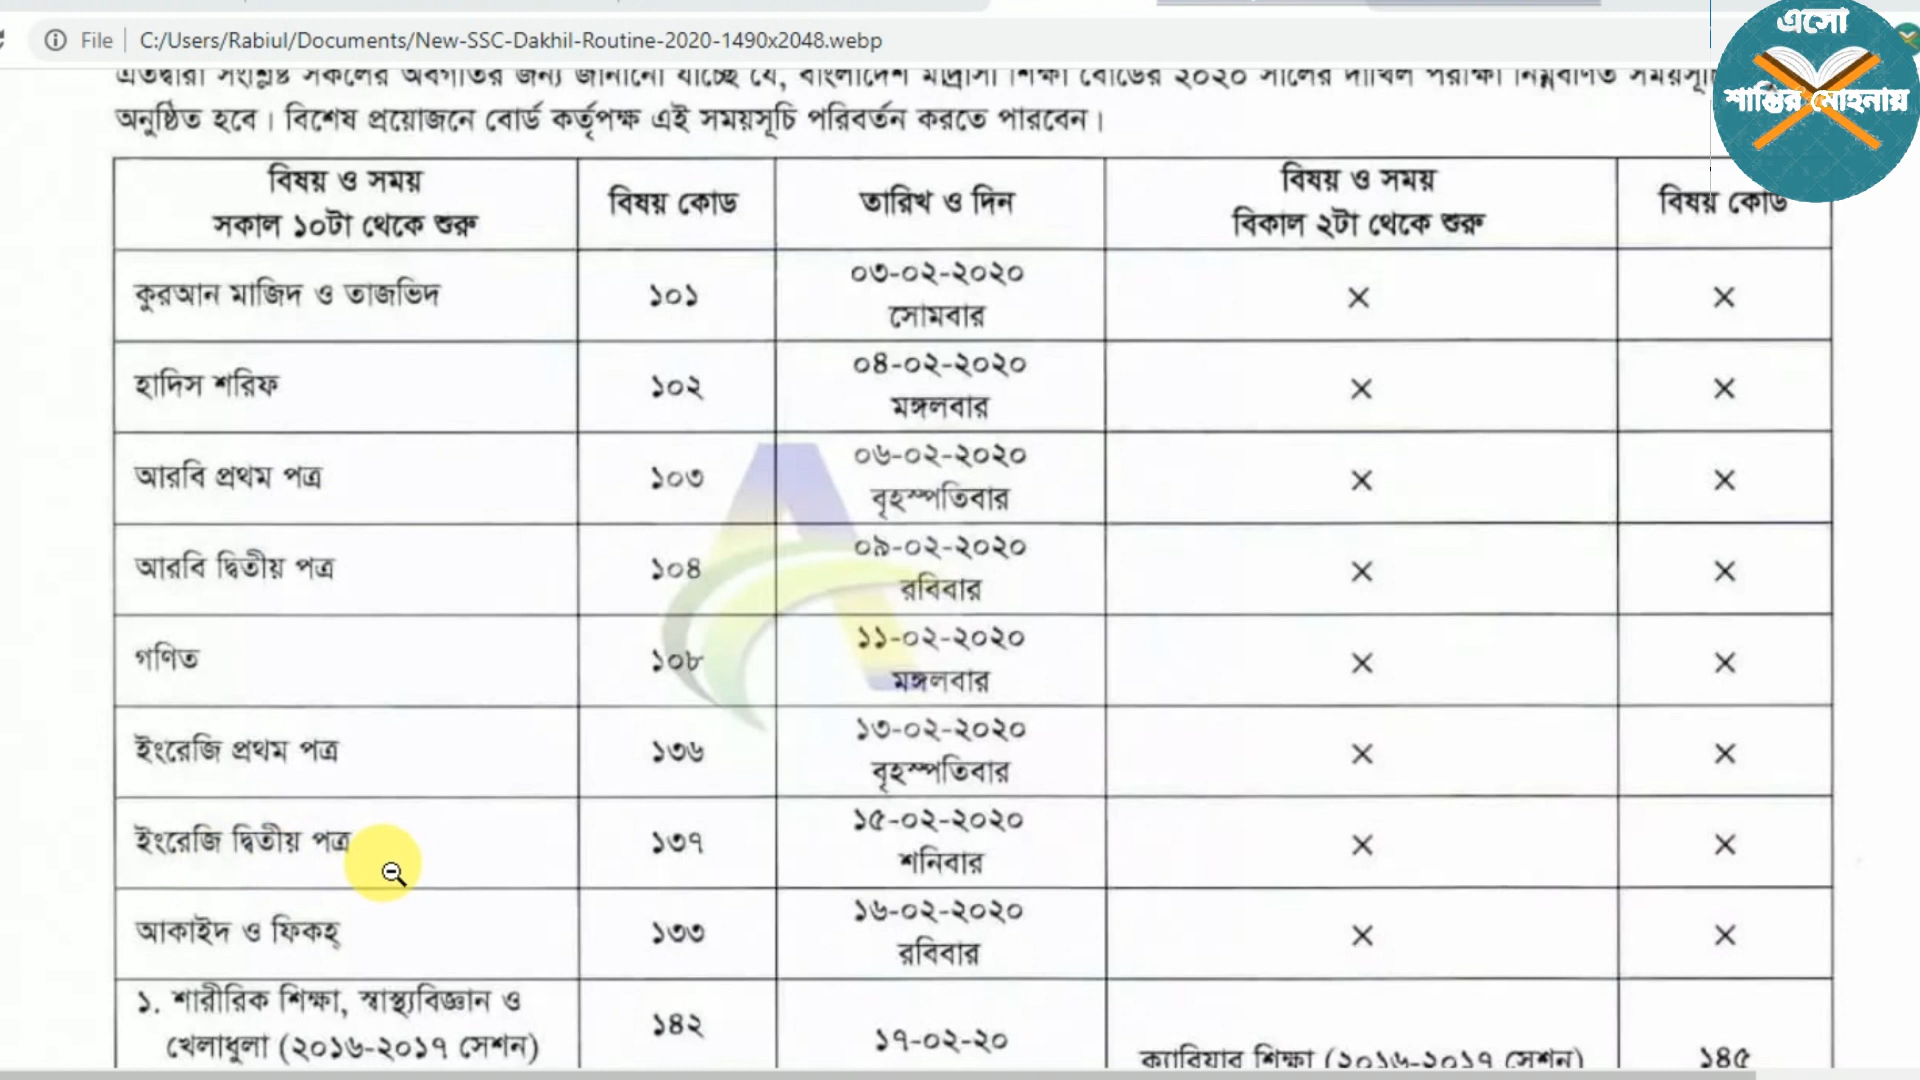 File
C:/Users/Rabiul/Documents/New-SSC-Dakhil-Routine-2020-1490x2048.webp
এসো
শান্তির মোহনায়
এতদ্বারা সংশ্লিষ্ট সকলের অবগতির জন্য জানানো যাচ্ছে যে, বাংলাদেশ মাদ্রাসা শিক্ষা বোর্ডের ২০২০ সালের দাখিল পরীক্ষা নিম্নবর্ণিত
অনুষ্ঠিত হবে। বিশেষ প্রয়োজনে বোর্ড কর্তৃপক্ষ এই সময়সূচি পরিবর্তন করতে পারবেন।
বিষয় ও সময়
সকাল ১০টা থেকে শুরু
বিষয় কোড
তারিখ ও দিন
বিষয় ও সময়
বিকাল ২টা থেকে শুরু
বিষয় কোড
কুরআন মাজিদ ও তাজভিদ
১০১
০৩-০২-২০২০
সোমবার
×
×
হাদিস শরিফ
১০২
০৪-০২-২০২০
মঙ্গলবার
×
×
আরবি প্রথম পত্র
১০৩
০৬-০২-২০২০
বৃহস্পতিবার
×
×
আরবি দ্বিতীয় পত্র
১০৪
০৯-০২-২০২০
রবিবার
×
×
গণিত
১০৮
১১-০২-২০২০
মঙ্গলবার
×
×
ইংরেজি প্রথম পত্র
১৩৬
১৩-০২-২০২০
বৃহস্পতিবার
×
×
ইংরেজি দ্বিতীয় পত্র
১৩৭
১৫-০২-২০২০
শনিবার
×
×
আকাইদ ও ফিকহ্
১৩৩
১৬-০২-২০২০
রবিবার
×
×
১. শারীরিক শিক্ষা, স্বাস্থ্যবিজ্ঞান ও
খেলাধুলা (২০১৬-২০১৭ সেশন)
১৪২
১৭-০২-২০
ক্যারিয়ার শিক্ষা (২০১৬-২০১৭ সেশন)
১৪৫